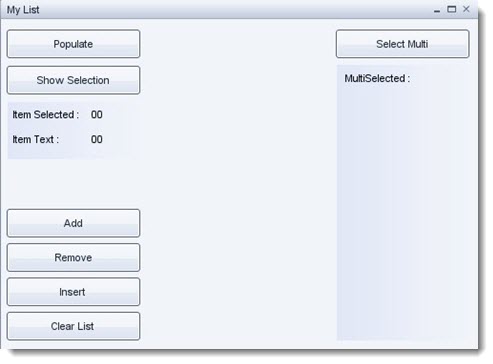 My List
Populate
Select Multi
Show Selection
MultiSelected :
Item Selected : 00
Item Text : 00
Add
Remove
Insert
Clear List